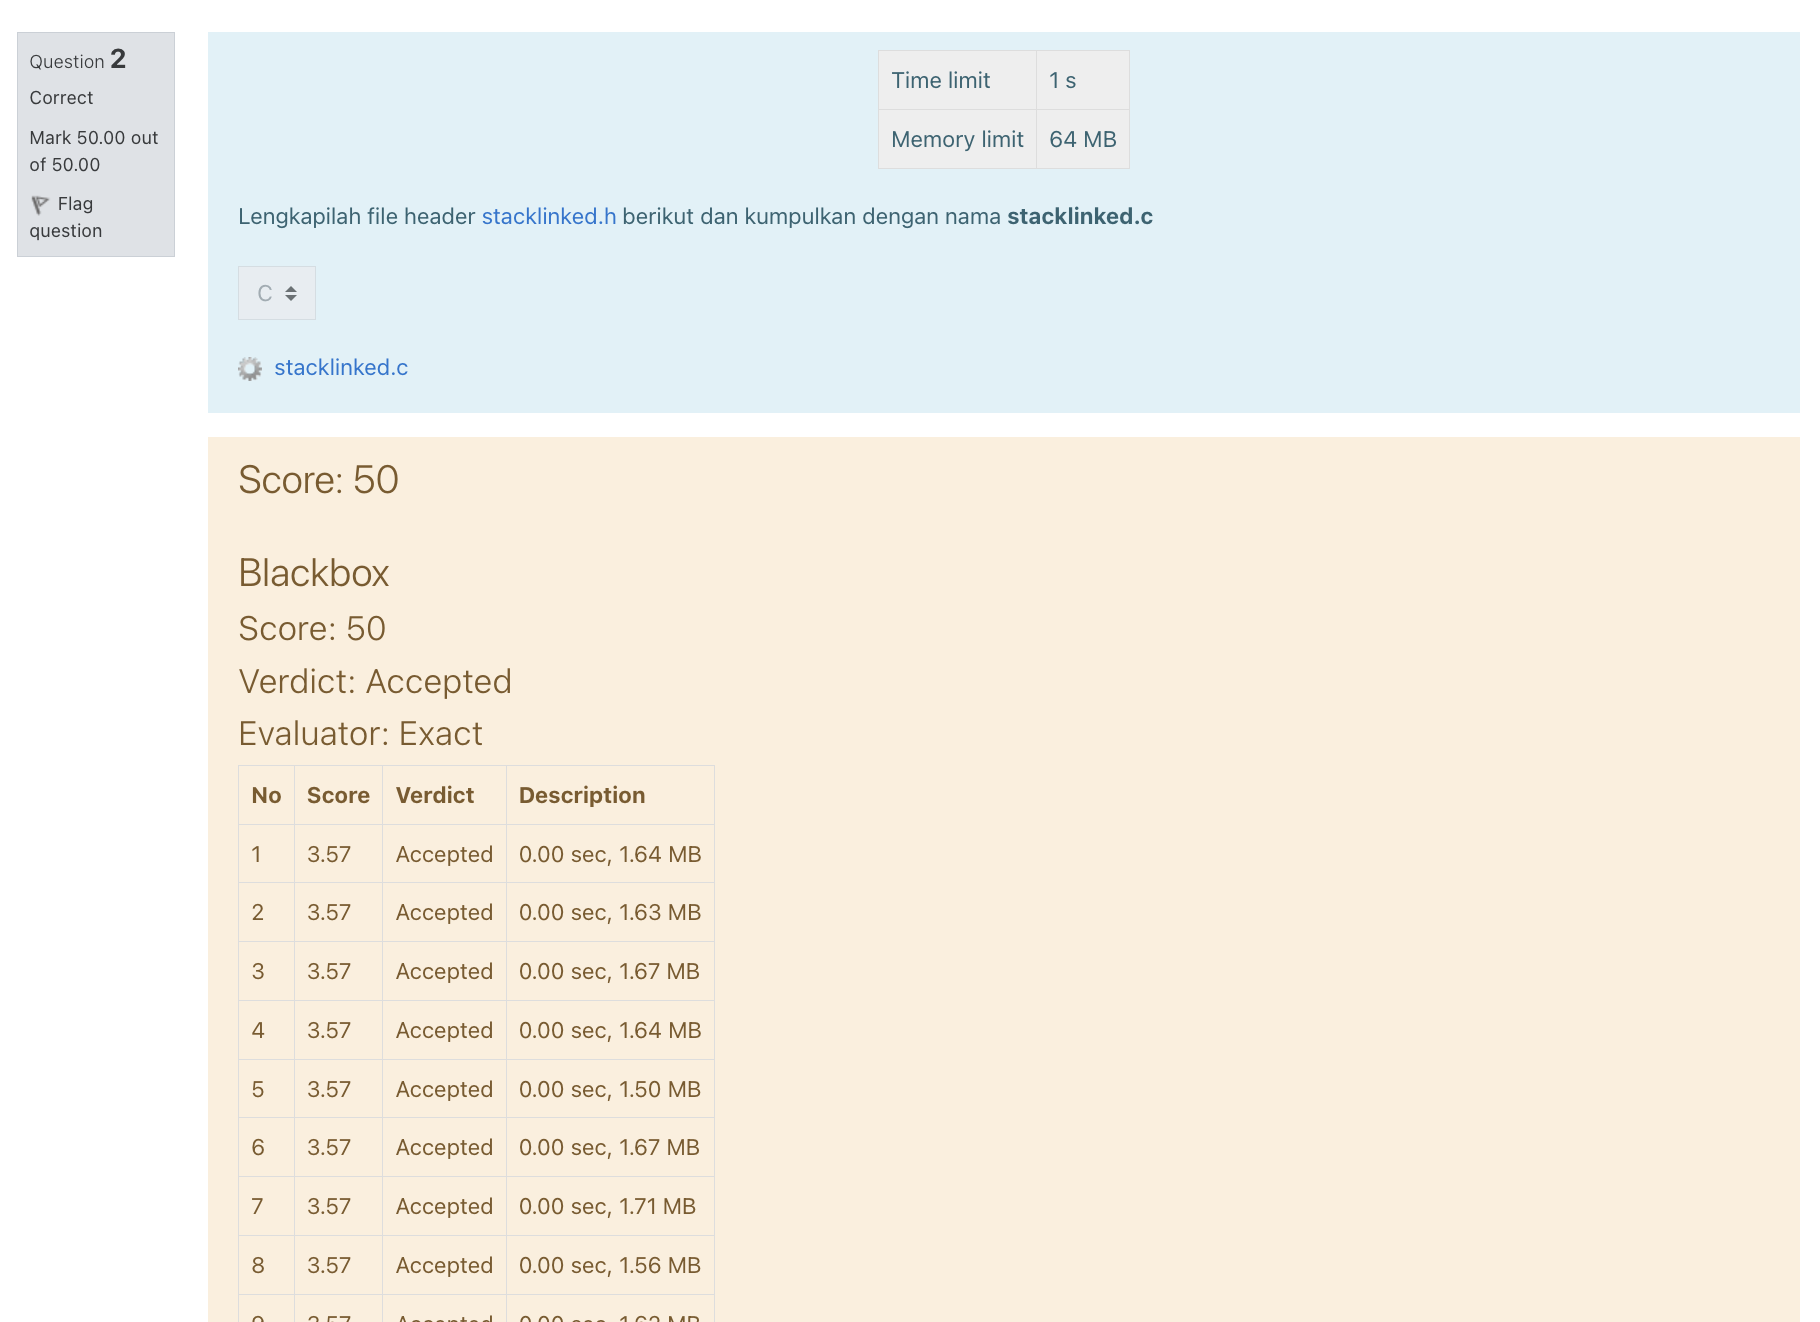 Question 2
Correct
Mark 50.00 out
of 50.00
Flag
question
Time limit 1 s
Memory limit 64 MB
Lengkapilah file header stacklinked.h berikut dan kumpulkan dengan nama stacklinked.c
C
stacklinked.c
Score: 50
Blackbox
Score: 50
Verdict: Accepted
Evaluator: Exact
No Score Verdict Description
1 3.57 Accepted 0.00 sec, 1.64 MB
2 3.57 Accepted 0.00 sec, 1.63 MB
3 3.57 Accepted 0.00 sec, 1.67 MB
4 3.57 Accepted 0.00 sec, 1.64 MB
5 3.57 Accepted 0.00 sec, 1.50 MB
6 3.57 Accepted 0.00 sec, 1.67 MB
7 3.57 Accepted 0.00 sec, 1.71 MB
8 3.57 Accepted 0.00 sec, 1.56 MB